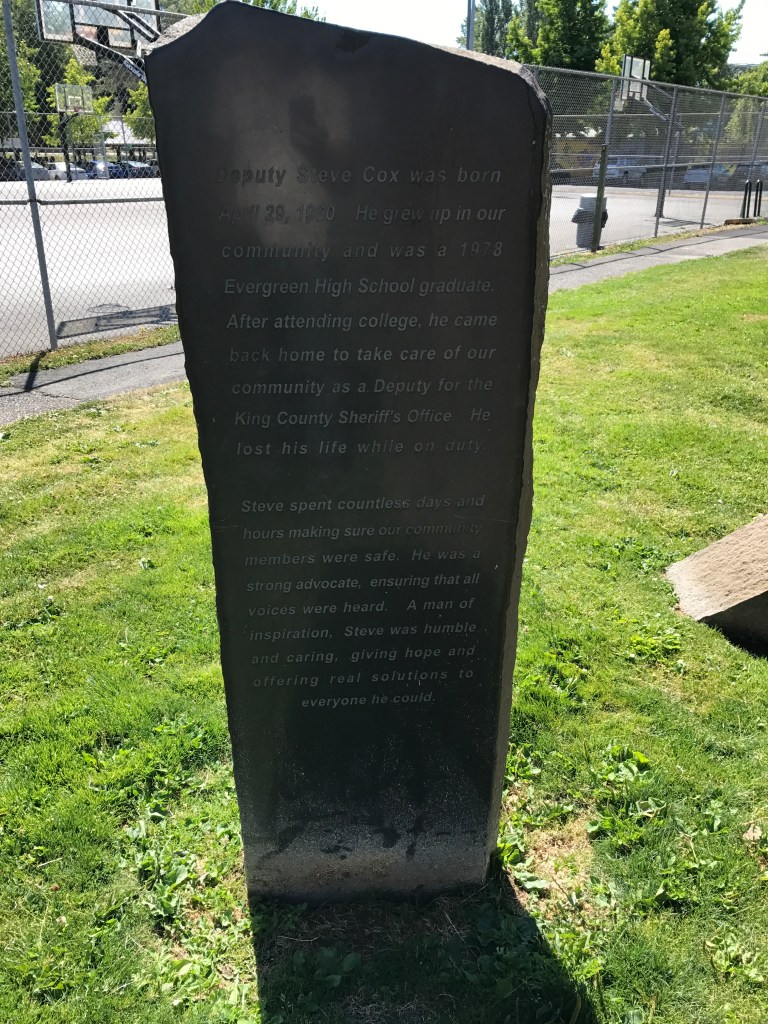 Deputy Steve Cox was born
April 29, 1960 He grew up in our
community and was a 1978
Evergreen High School graduate.
After attending college, he came
back home to take care of our
community as a Deputy for the
King County Sheriff's Office He
lost his life while on duty.
Steve spent countless days and
hours making sure our community
members were safe. He was a
strong advocate, ensuring that all
voices were heard. A man of
inspiration, Steve was humble
and caring, giving hope and
offering real solutions to
everyone he could.